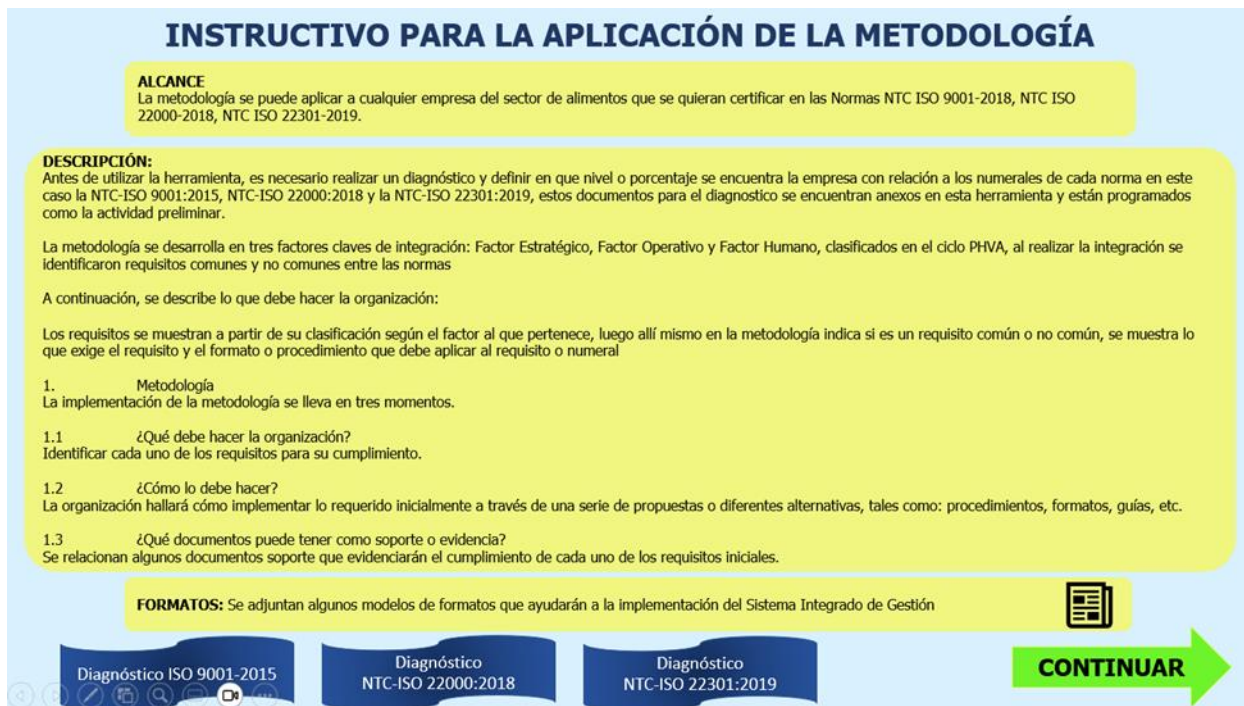 INSTRUCTIVO PARA LA APLICACIÓN DE LA METODOLOGÍA
ALCANCE
La metodología se puede aplicar a cualquier empresa del sector de alimentos que se quieran certificar en las Normas NTC ISO 9001-2018, NTC ISO
22000-2018, NTC ISO 22301-2019.
DESCRIPCIÓN:
Antes de utilizar la herramienta, es necesario realizar un diagnóstico y definir en que nivel o porcentaje se encuentra la empresa con relación a los numerales de cada norma en este
caso la NTC-ISO 9001:2015, NTC-ISO 22000:2018 y la NTC-ISO 22301:2019, estos documentos para el diagnostico se encuentran anexos en esta herramienta y están programados
como la actividad preliminar.
La metodología se desarrolla en tres factores claves de integración: Factor Estratégico, Factor Operativo y Factor Humano, clasificados en el ciclo PHVA, al realizar la integración se
identificaron requisitos comunes y no comunes entre las normas
A continuación, se describe lo que debe hacer la organización:
Los requisitos se muestran a partir de su clasificación según el factor al que pertenece, luego allí mismo en la metodología indica si es un requisito común o no común, se muestra lo
que exige el requisito y el formato o procedimiento que debe aplicar al requisito o numeral
1. Metodología
La implementación de la metodología se lleva en tres momentos.
1.1 ¿Qué debe hacer la organización?
Identificar cada uno de los requisitos para su cumplimiento.
1.2 ¿Cómo lo debe hacer?
La organización hallará cómo implementar lo requerido inicialmente a través de una serie de propuestas o diferentes alternativas, tales como: procedimientos, formatos, guías, etc.
1.3 ¿Qué documentos puede tener como soporte o evidencia?
Se relacionan algunos documentos soporte que evidenciarán el cumplimiento de cada uno de los requisitos iniciales.
FORMATOS: Se adjuntan algunos modelos de formatos que ayudarán a la implementación del Sistema Integrado de Gestión
Diagnóstico ISO 9001-2015
Diagnóstico
NTC-ISO 22000:2018
Diagnóstico
NTC-ISO 22301:2019
CONTINUAR